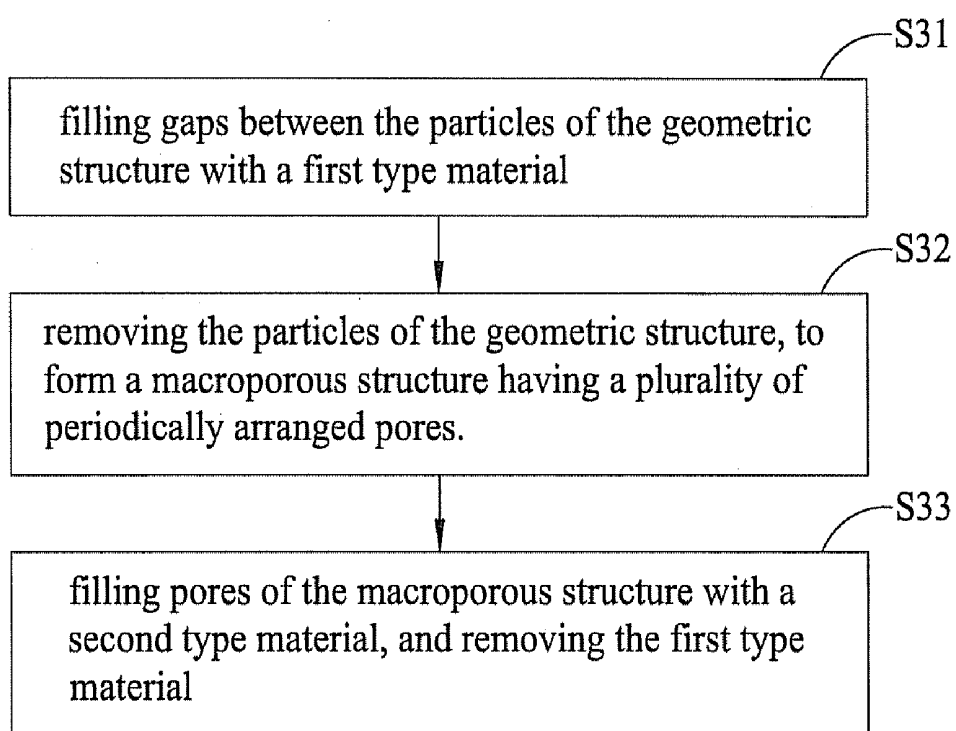 S31
filling gaps between the particles of the geometric
structure with a first type material
S32
removing the particles of the geometric structure, to
form a macroporous structure having a plurality of
periodically arranged pores.
S33
filling pores of the macroporous structure with a
second type material, and removing the first type
material